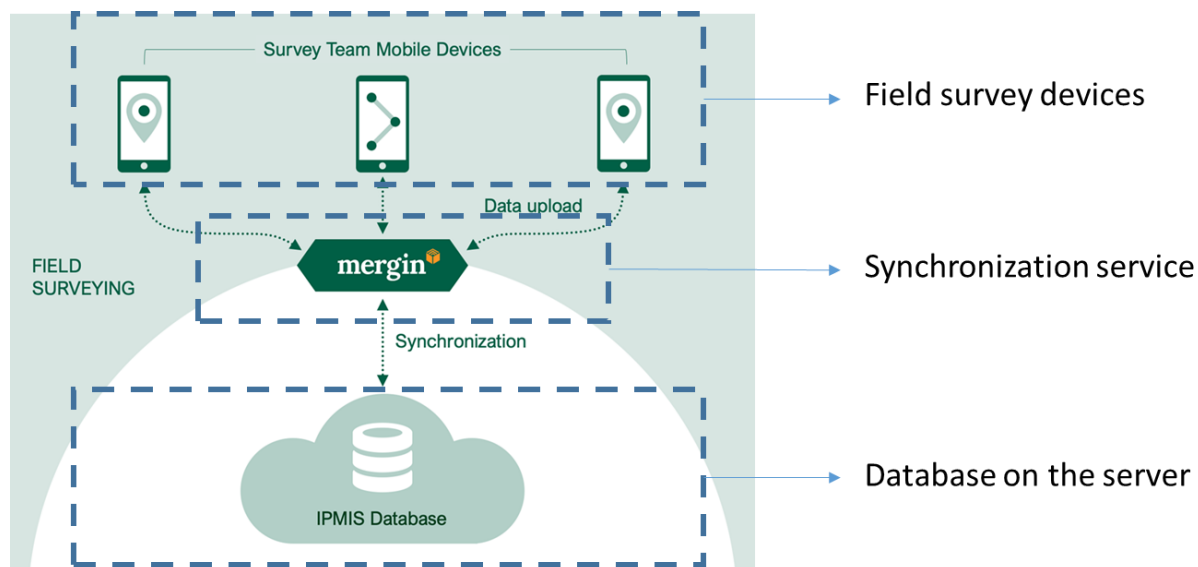 Survey Team Mobile Devices
Field survey devices
Data upload
mergin
FIELD
SURVEYING
Synchronization service
Synchronization
IPMIS Database
Database on the server